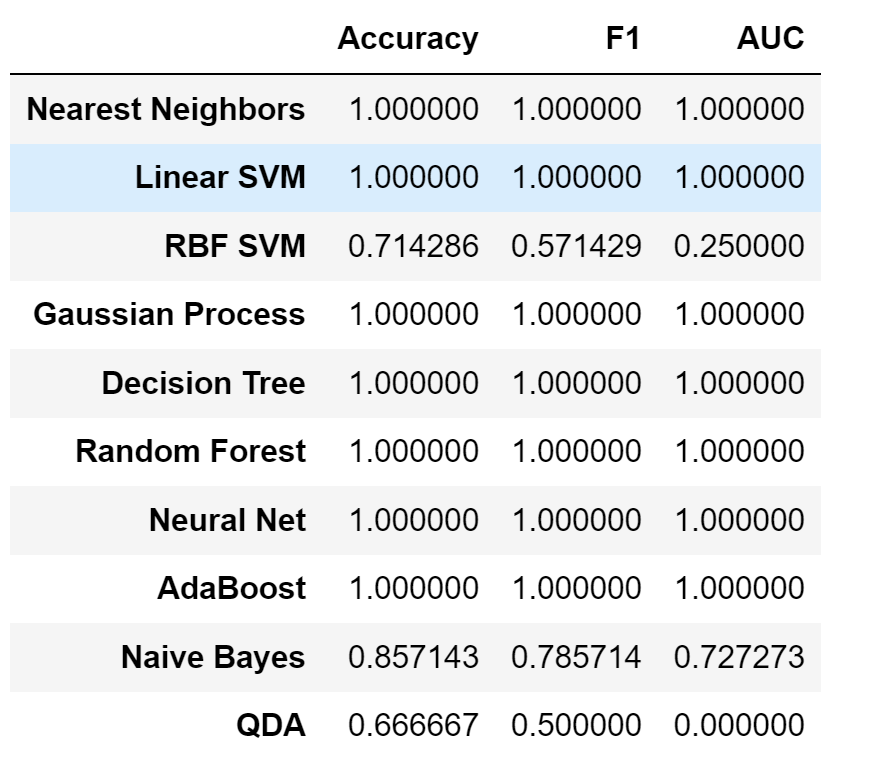 Accuracy F1 AUC
Nearest Neighbors 1.000000 1.000000 1.000000
Linear SVM 1.000000 1.000000 1.000000
RBF SVM 0.714286 0.571429 0.250000
Gaussian Process 1.000000 1.000000 1.000000
Decision Tree 1.000000 1.000000 1.000000
Random Forest 1.000000 1.000000 1.000000
Neural Net 1.000000 1.000000 1.000000
AdaBoost 1.000000 1.000000 1.000000
Naive Bayes 0.857143 0.785714 0.727273
QDA 0.666667 0.500000 0.000000